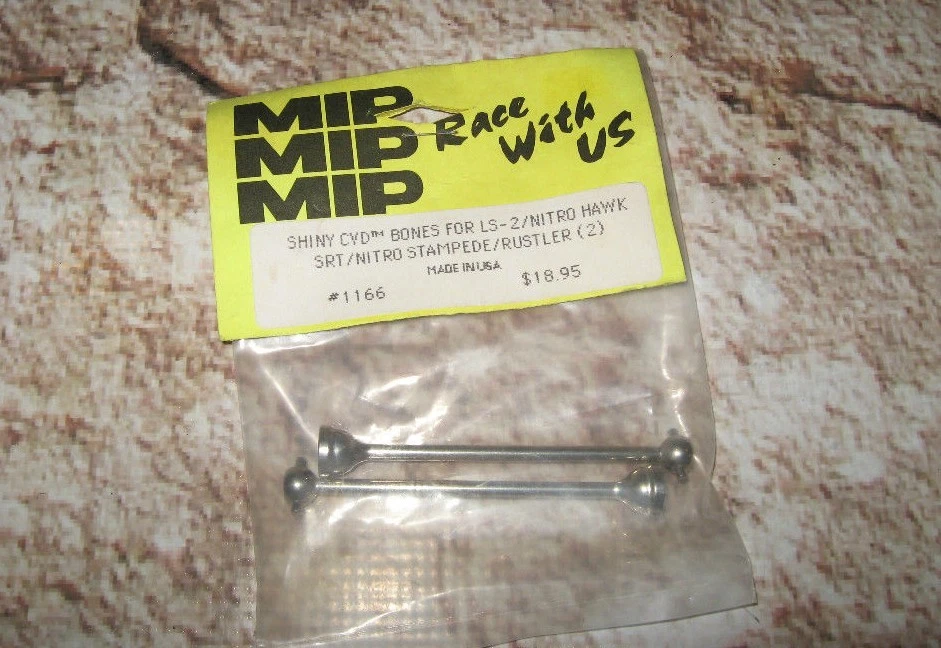 MIP
MIP
MIP
Race
With
US
SHINY CVD™ BONES FOR LS-2/NITRO HAWK
SRT/NITRO STAMPEDE/RUSTLER (2)
MADE IN USA
#1166 $18.95